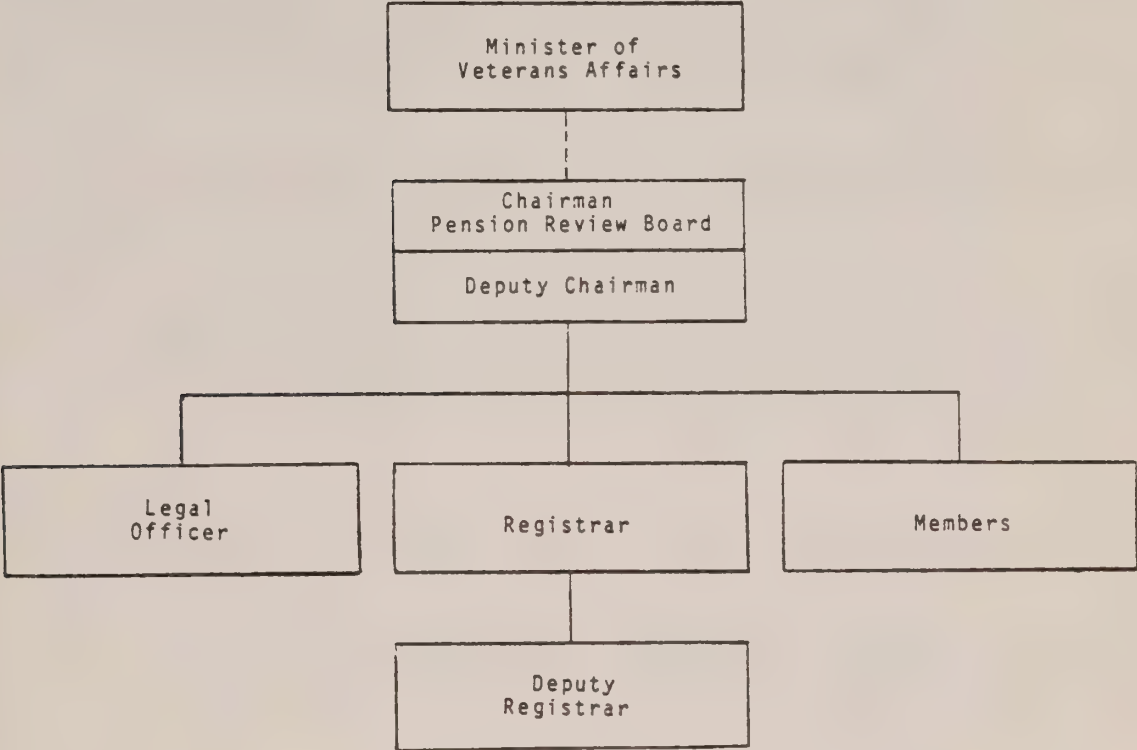 Minister of
Veterans Affairs
Chairman
Pension Review Board
Deputy Chairman
Legal
Officer
Registrar
Members
Deputy
Registrar